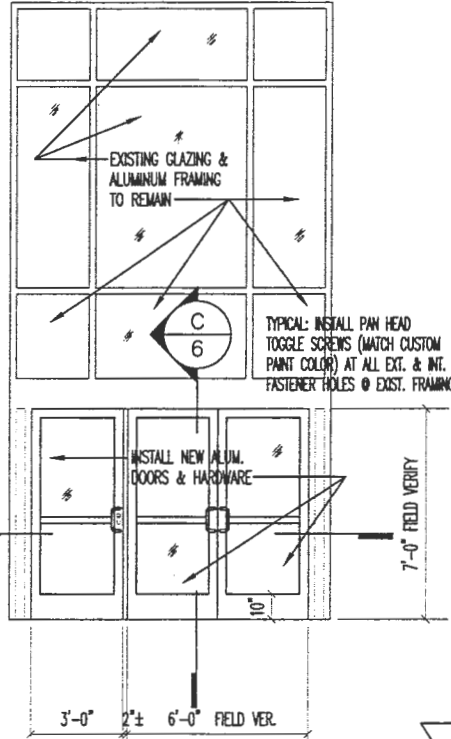 EXISTING GLAZING &
ALUMINUM FRAMING
TO REMAIN
C
6
TYPICAL: INSTALL PAN HEAD
TOGGLE SCREWS (MATCH CUSTOM
PAINT COLOR) AT ALL EXT. & INT.
FASTENER HOLES @ EXIST. FRAMING
INSTALL NEW ALUM.
DOORS & HARDWARE
7'-0" FIELD VERIFY
10"
3'-0" 2"± 6'-0" FIELD VER.